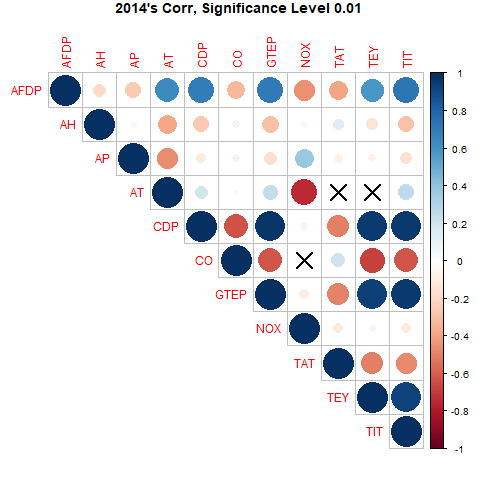 2014's Corr, Significance Level 0.01
AFDP AH AP AT CDP CO GTEP NOX TAT TEY TIT
AFDP
AH
AP
AT
CDP
CO
GTEP
NOX
TAT
TEY
TIT
1
0.8
0.6
0.4
0.2
0
-0.2
-0.4
-0.6
-0.8
-1